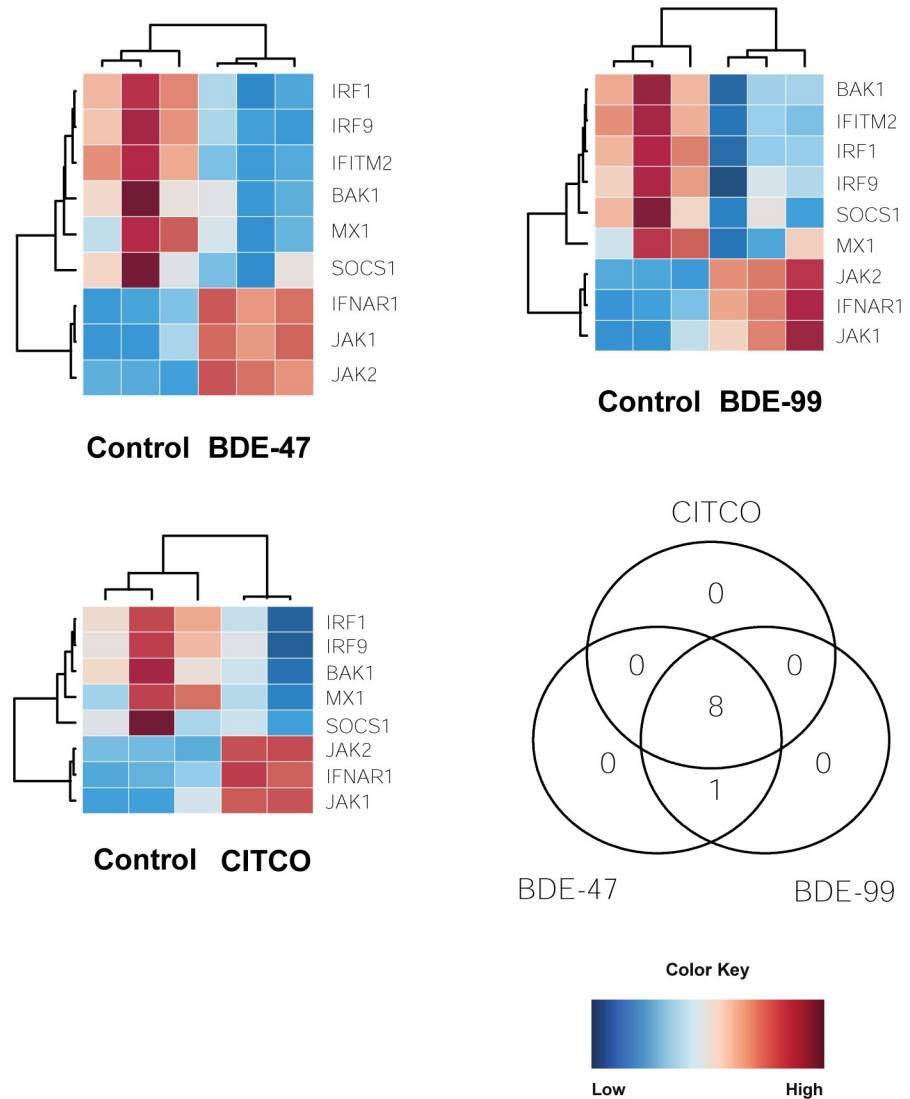 IRF1
IRF9
IFITM2
BAK1
MX1
SOCS1
IFNAR1
JAK1
JAK2
Control BDE-47
BAK1
IFITM2
IRF1
IRF9
SOCS1
MX1
JAK2
IFNAR1
JAK1
Control BDE-99
IRF1
IRF9
BAK1
MX1
SOCS1
JAK2
IFNAR1
JAK1
Control CITCO
CITCO
0
0
0
8
0
0
1
BDE-47
BDE-99
Color Key
Low High